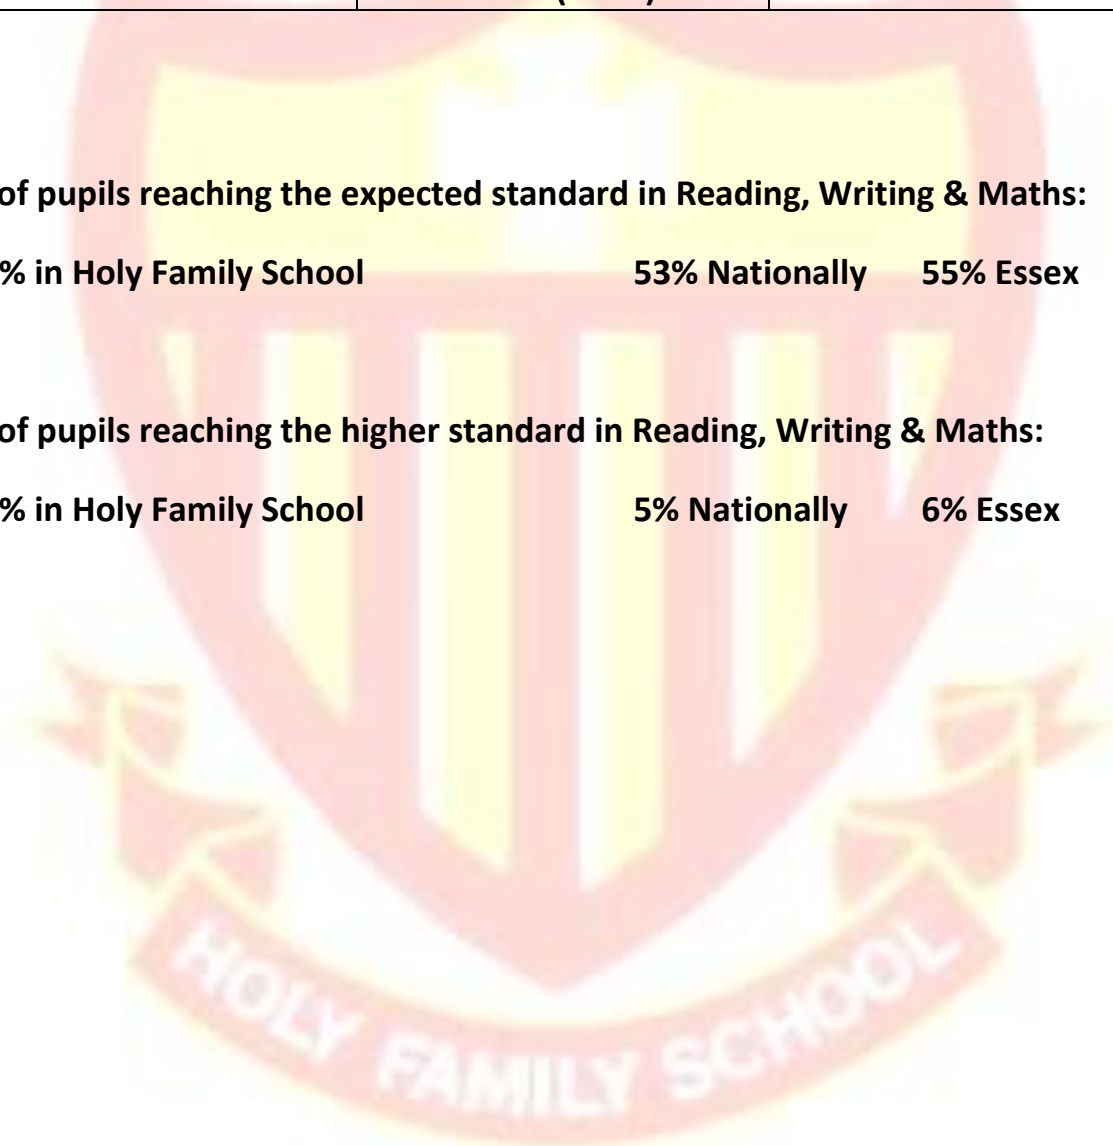 of pupils reaching the expected standard in Reading, Writing & Maths:
% in Holy Family School 53% Nationally 55% Essex
of pupils reaching the higher standard in Reading, Writing & Maths:
% in Holy Family School 5% Nationally 6% Essex
HOLY FAMILY SCHOOL